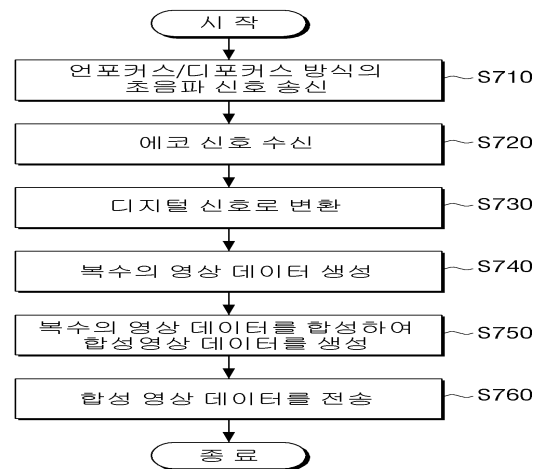 시 작
언포커스/디포커스 방식의
초음파 신호 송신
S710
에코 신호 수신
S720
디지털 신호로 변환
S730
복수의 영상 데이터 생성
S740
복수의 영상 데이터를 합성하여
합성영상 데이터를 생성
S750
합성 영상 데이터를 전송
S760
종 료